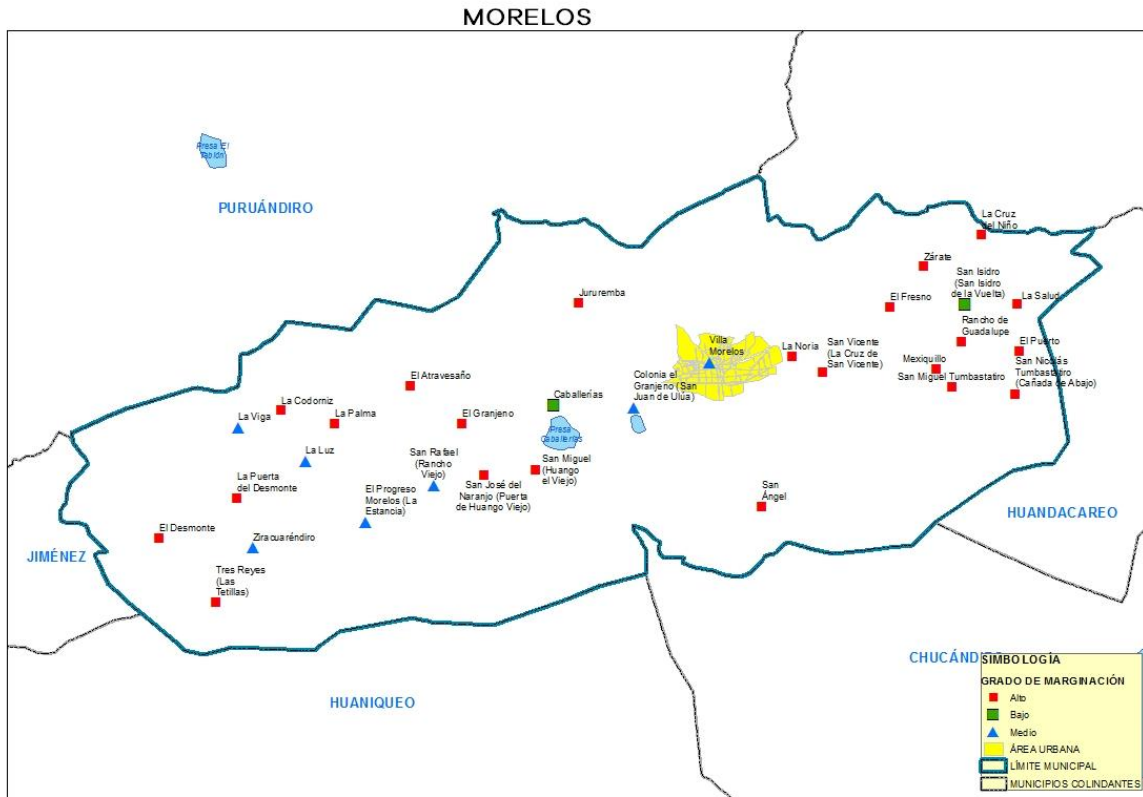 MORELOS
Presa El
Tablón
PURUÁNDIRO
La Cruz
del Niño
Zárate
San Isidro
(San Isidro
de la Vuelta)
La Salud
El Fresno
Jururemba
Rancho de
Guadalupe
Villa
Morelos
La Noria
San Vicente
(La Cruz de
San Vicente)
El Puerto
San Nicolás
Tumbastatiro
(Cañada de Abajo)
Mexiquillo
San Miguel Tumbastatiro
El Atravesaño
Colonia el
Granjeno (San
Juan de Ulúa)
Caballerías
La Codorniz
La Viga
La Palma
El Granjeno
Presa
Caballerías
La Luz
San Rafael
(Rancho
Viejo)
San Miguel
(Huango
el Viejo)
La Puerta
del Desmonte
El Progreso
Morelos (La
Estancia)
San José del
Naranjo (Puerta
de Huango Viejo)
San
Ángel
HUANDACAREO
El Desmonte
Ziracuaréndiro
JIMÉNEZ
Tres Reyes
(Las
Tetillas)
HUANIQUEO
SIMBOLOGÍA
GRADO DE MARGINACIÓN
Alto
Bajo
Medio
ÁREA URBANA
LÍMITE MUNICIPAL
MUNICIPIOS COLINDANTES